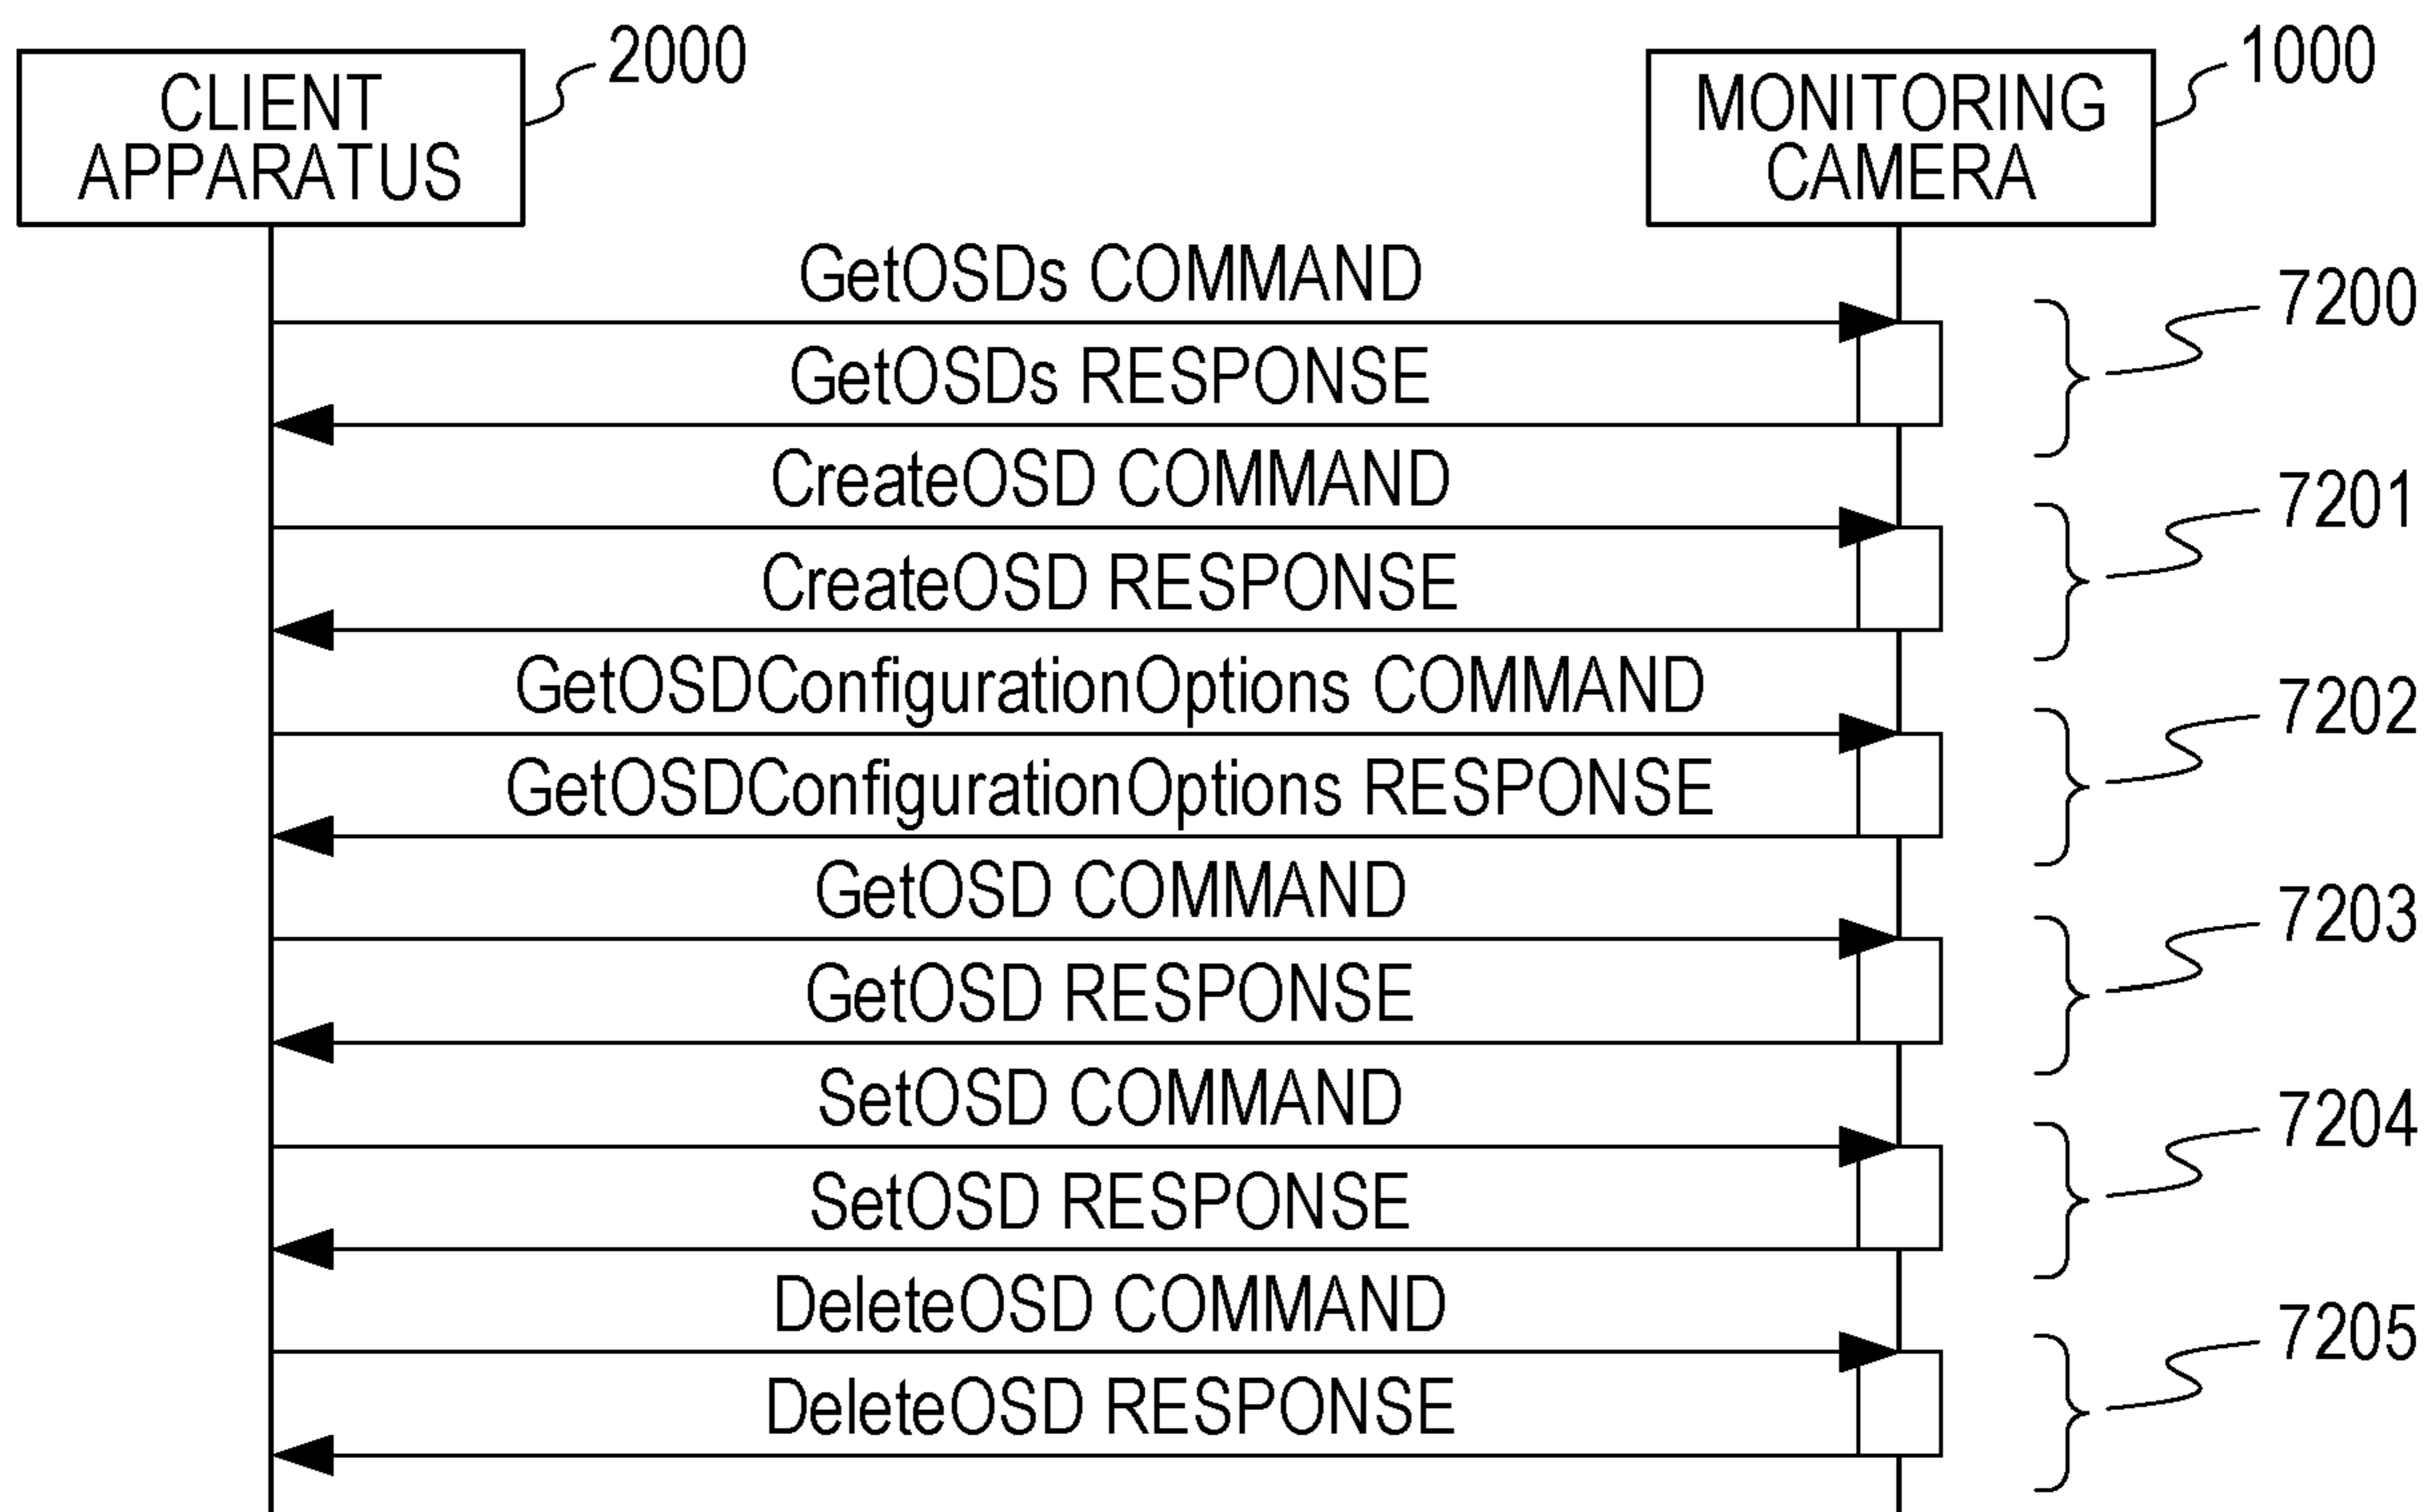 CLIENT
APPARATUS
2000
MONITORING
CAMERA
1000
GetOSDs COMMAND
7200
GetOSDs RESPONSE
CreateOSD COMMAND
7201
CreateOSD RESPONSE
GetOSDConfigurationOptions COMMAND
7202
GetOSDConfigurationOptions RESPONSE
GetOSD COMMAND
7203
GetOSD RESPONSE
SetOSD COMMAND
7204
SetOSD RESPONSE
DeleteOSD COMMAND
7205
DeleteOSD RESPONSE